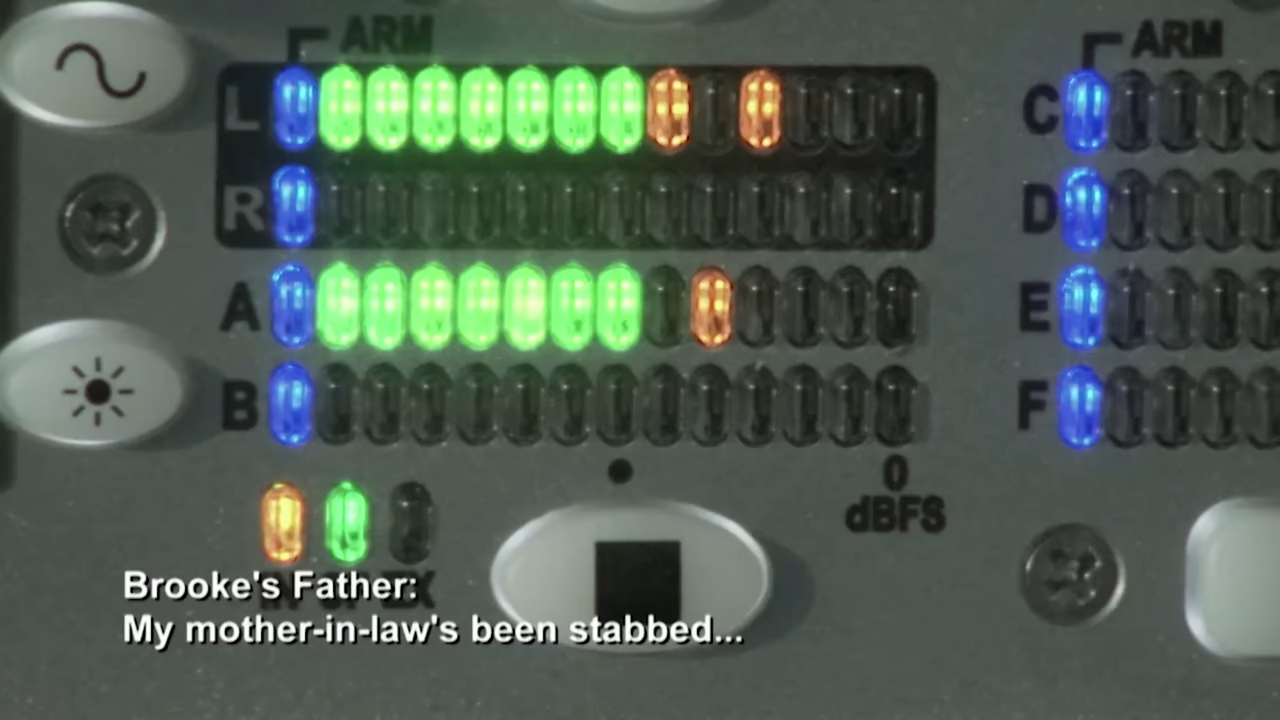 ARM
ARM
L
C
R
D
A
E
B
F
0
dBFS
Brooke's Father:
My mother-in-law's been stabbed...